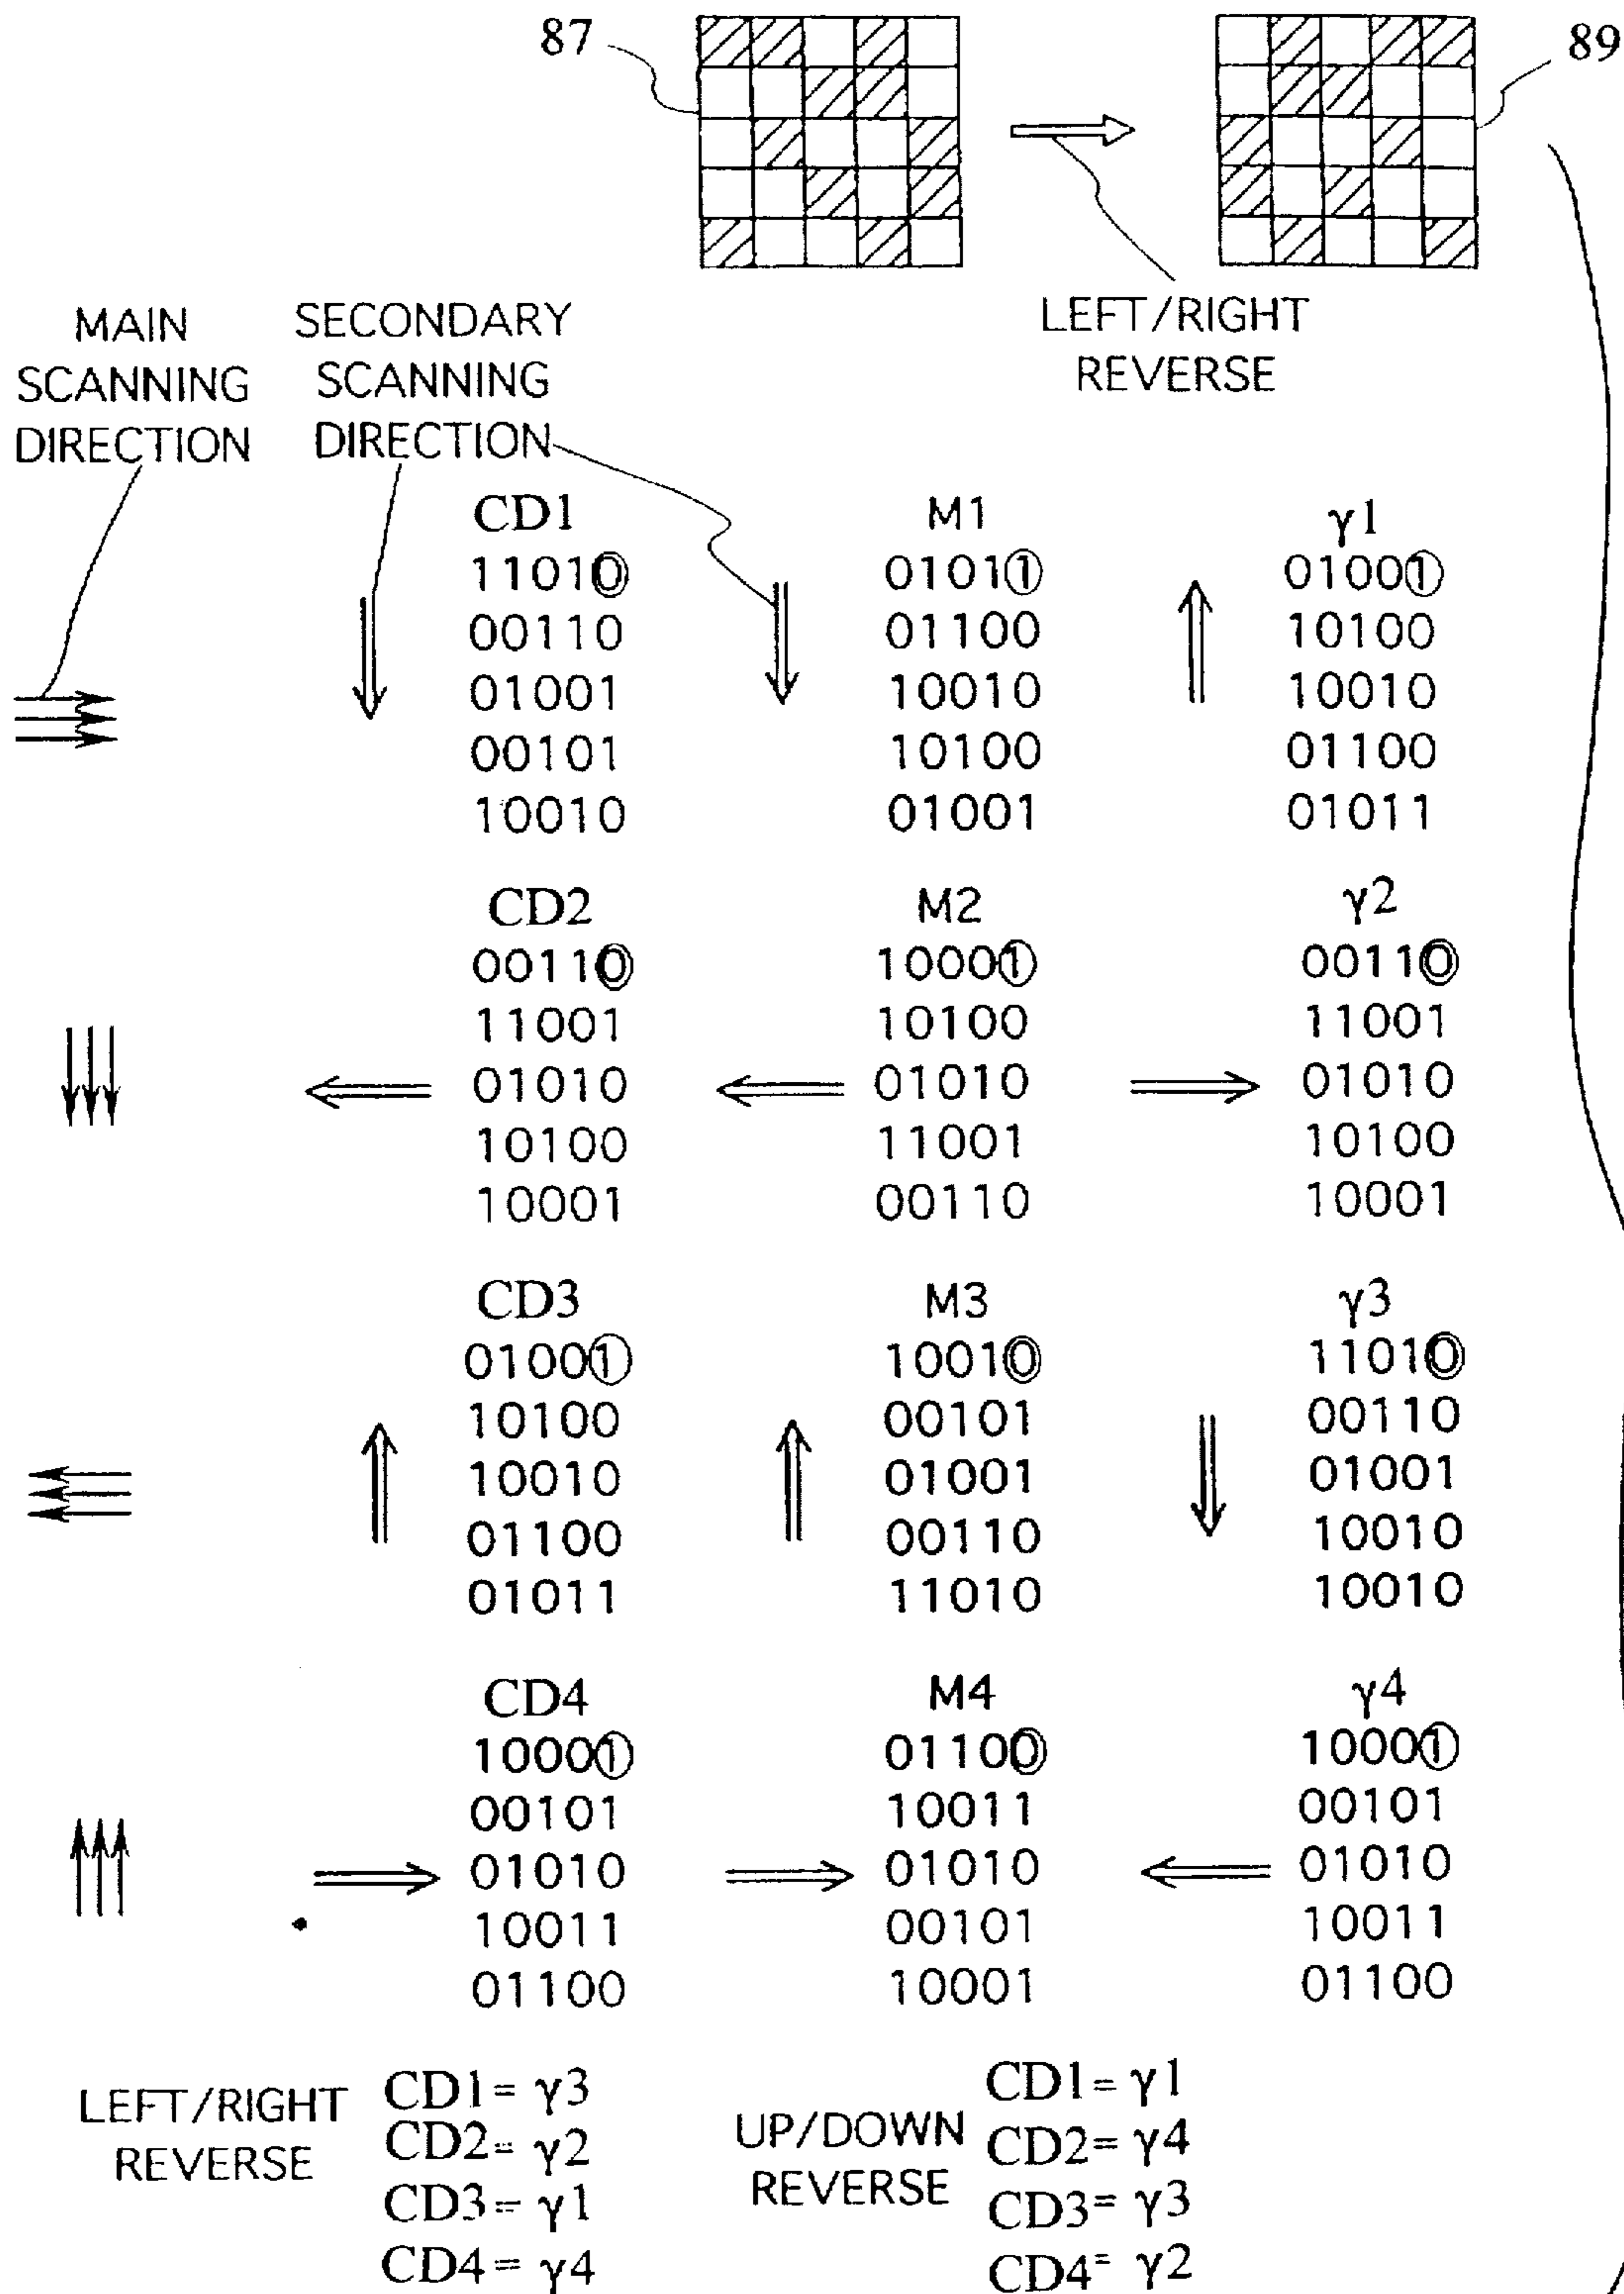 87
89
LEFT/RIGHT
REVERSE
MAIN
SCANNING
DIRECTION
SECONDARY
SCANNING
DIRECTION
CD1 M1 γ1
11010 01011 01001
00110 01100 10100
01001 10010 10010
00101 10100 01100
10010 01001 01011
CD2 M2 γ2
00110 10001 00110
11001 10100 11001
01010 01010 01010
10100 11001 10100
10001 00110 10001
CD3 M3 γ3
01001 10010 11010
10100 00101 00110
10010 01001 01001
01100 00110 10010
01011 11010 10010
CD4 M4 γ4
10001 01100 10001
00101 10011 00101
01010 01010 01010
10011 00101 10011
01100 10001 01100
LEFT/RIGHT
REVERSE
CD1= γ3
CD2= γ2
CD3= γ1
CD4= γ4
UP/DOWN
REVERSE
CD1= γ1
CD2= γ4
CD3= γ3
CD4= γ2